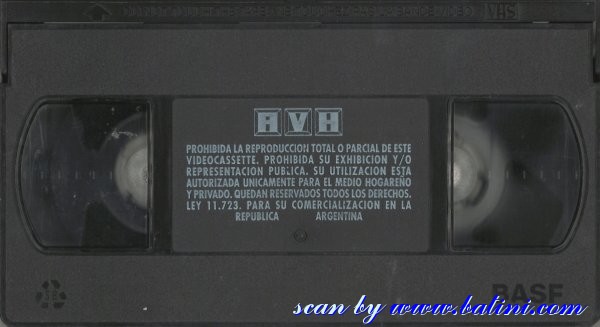 VHS
AVH
PROHIBIDA LA REPRODUCCION TOTAL O PARCIAL DE ESTE
VIDEOCASSETTE. PROHIBIDA SU EXHIBICION Y/O
REPRESENTACION PUBLICA. SU UTILIZACION ESTA
AUTORIZADA UNICAMENTE PARA EL MEDIO HOGAREÑO
Y PRIVADO. QUEDAN RESERVADOS TODOS LOS DERECHOS.
LEY 11.723. PARA SU COMERCIALIZACION EN LA
REPUBLICA ARGENTINA
BASF
scan by www.batini.com